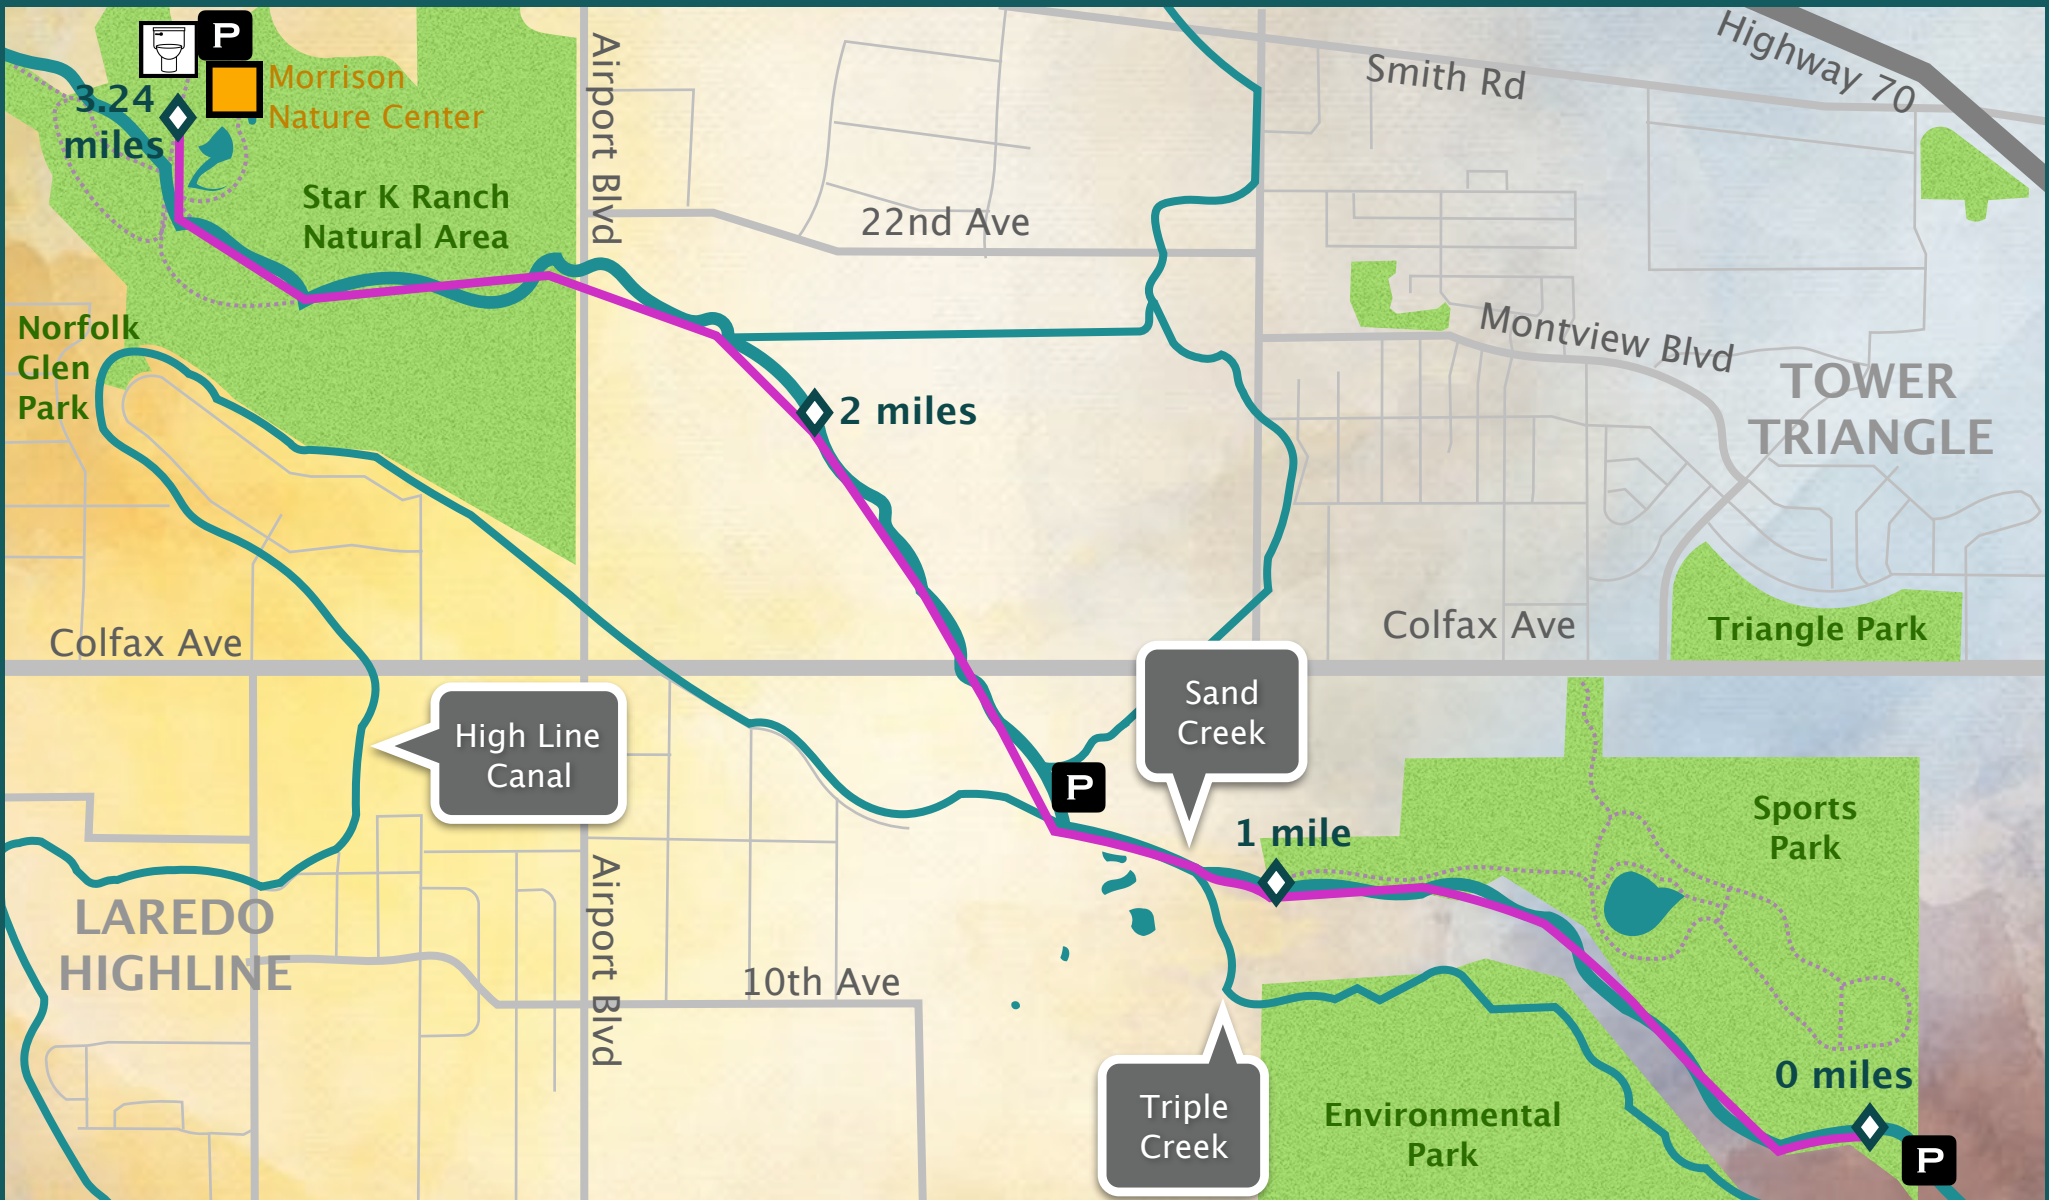 P
Morrison
Nature Center
3.24
miles
Star K Ranch
Natural Area
Airport Blvd
22nd Ave
Smith Rd
Highway 70
Norfolk
Glen
Park
2 miles
Montview Blvd
TOWER
TRIANGLE
Colfax Ave
Colfax Ave
Triangle Park
High Line
Canal
Sand
Creek
P
1 mile
Sports
Park
LAREDO
HIGHLINE
Airport Blvd
10th Ave
0 miles
Triple
Creek
Environmental
Park
P